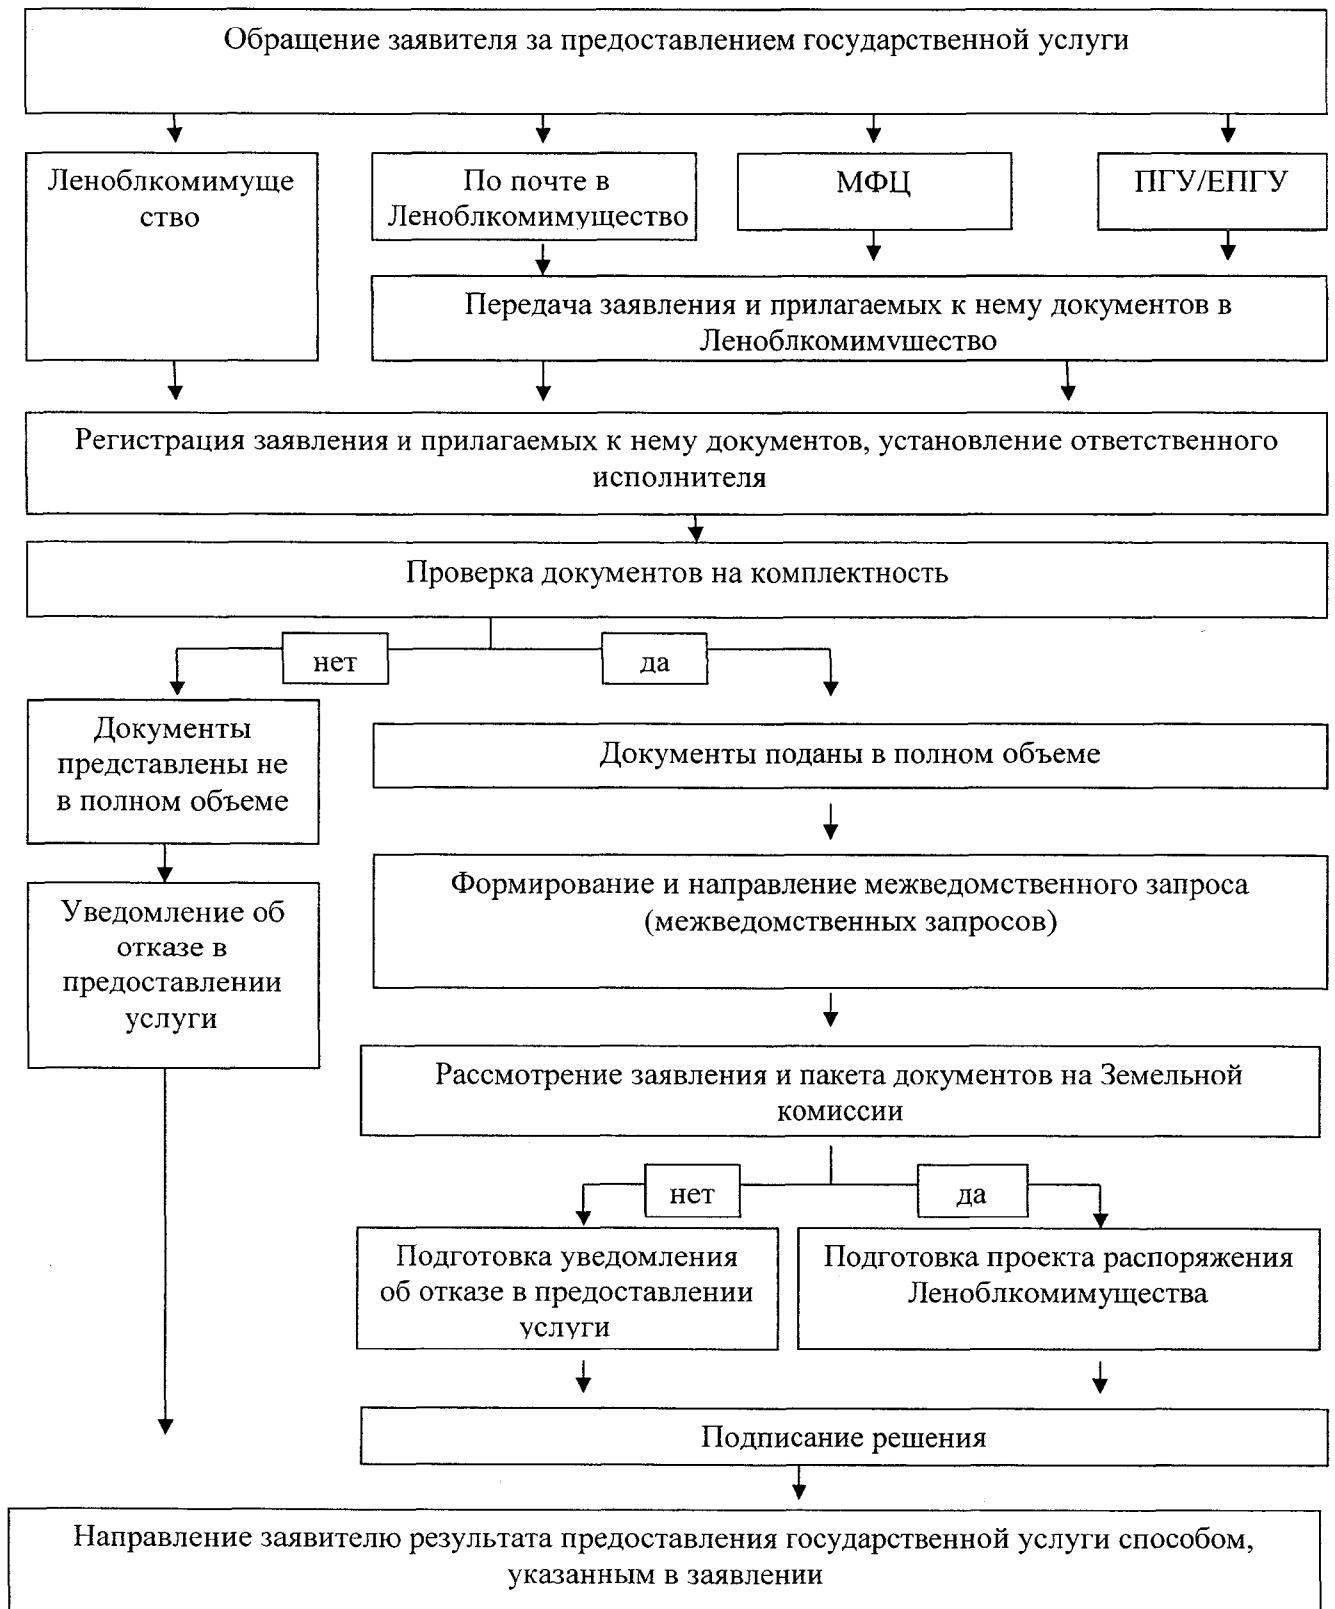 Обращение заявителя за предоставлением государственной услуги
Леноблкомимуще
ство
По почте в
Леноблкомимущество
МФЦ
ПГУ/ЕПГУ
Передача заявления и прилагаемых к нему документов в
Леноблкомимущество
Регистрация заявления и прилагаемых к нему документов, установление ответственного
исполнителя
Проверка документов на комплектность
нет
да
Документы
представлены не
в полном объеме
Документы поданы в полном объеме
Уведомление об
отказе в
предоставлении
услуги
Формирование и направление межведомственного запроса
(межведомственных запросов)
Рассмотрение заявления и пакета документов на Земельной
комиссии
нет
да
Подготовка уведомления
об отказе в предоставлении
услуги
Подготовка проекта распоряжения
Леноблкомимущества
Подписание решения
Направление заявителю результата предоставления государственной услуги способом,
указанным в заявлении